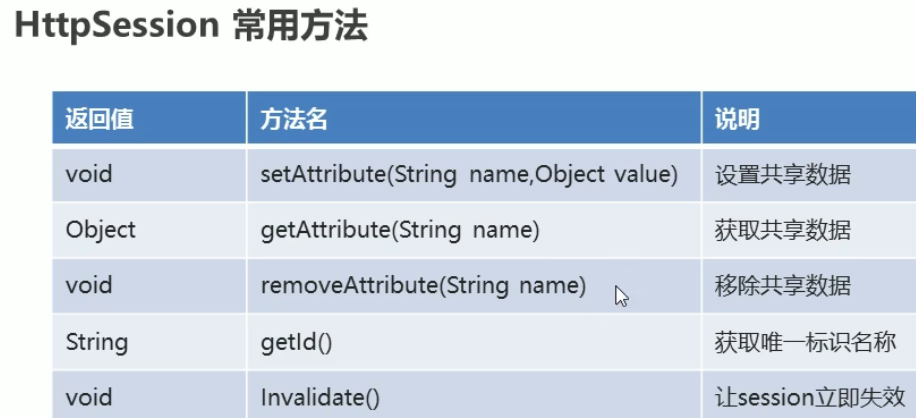 HttpSession 常用方法
返回值 方法名 说明
void setAttribute(String name,Object value) 设置共享数据
Object getAttribute(String name) 获取共享数据
void removeAttribute(String name) 移除共享数据
String getId() 获取唯一标识名称
void Invalidate() 让session立即失效